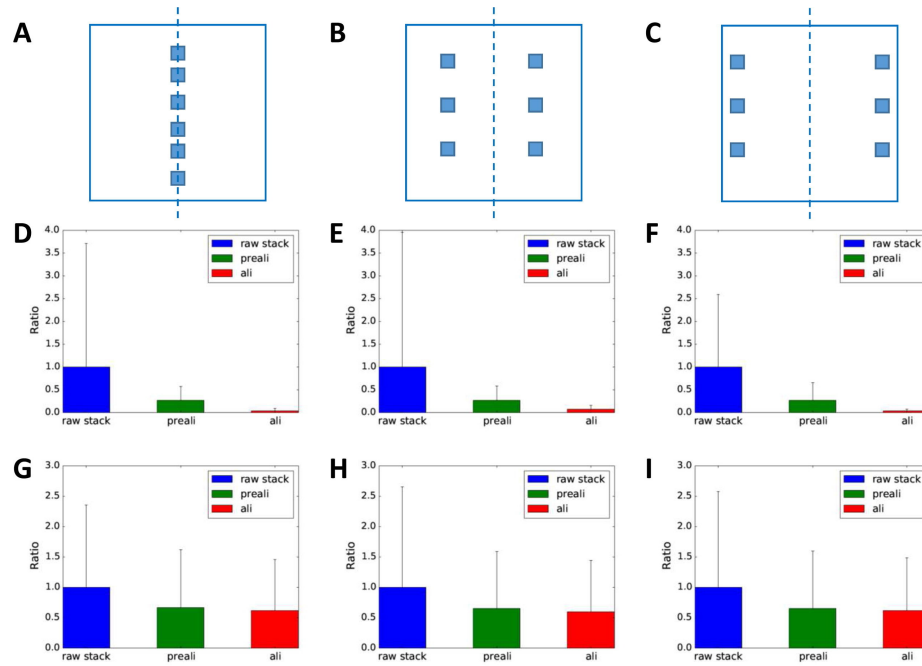 A
B
C
D
4.0
3.5
3.0
2.5
2.0
1.5
1.0
0.5
0.0
Ratio
raw stack
preali
ali
raw stack
preali
ali
E
4.0
3.5
3.0
2.5
2.0
1.5
1.0
0.5
0.0
Ratio
raw stack
preali
ali
raw stack
preali
ali
F
4.0
3.5
3.0
2.5
2.0
1.5
1.0
0.5
0.0
Ratio
raw stack
preali
ali
raw stack
preali
ali
G
3.0
2.5
2.0
1.5
1.0
0.5
0.0
Ratio
raw stack
preali
ali
raw stack
preali
ali
H
3.0
2.5
2.0
1.5
1.0
0.5
0.0
Ratio
raw stack
preali
ali
raw stack
preali
ali
I
3.0
2.5
2.0
1.5
1.0
0.5
0.0
Ratio
raw stack
preali
ali
raw stack
preali
ali